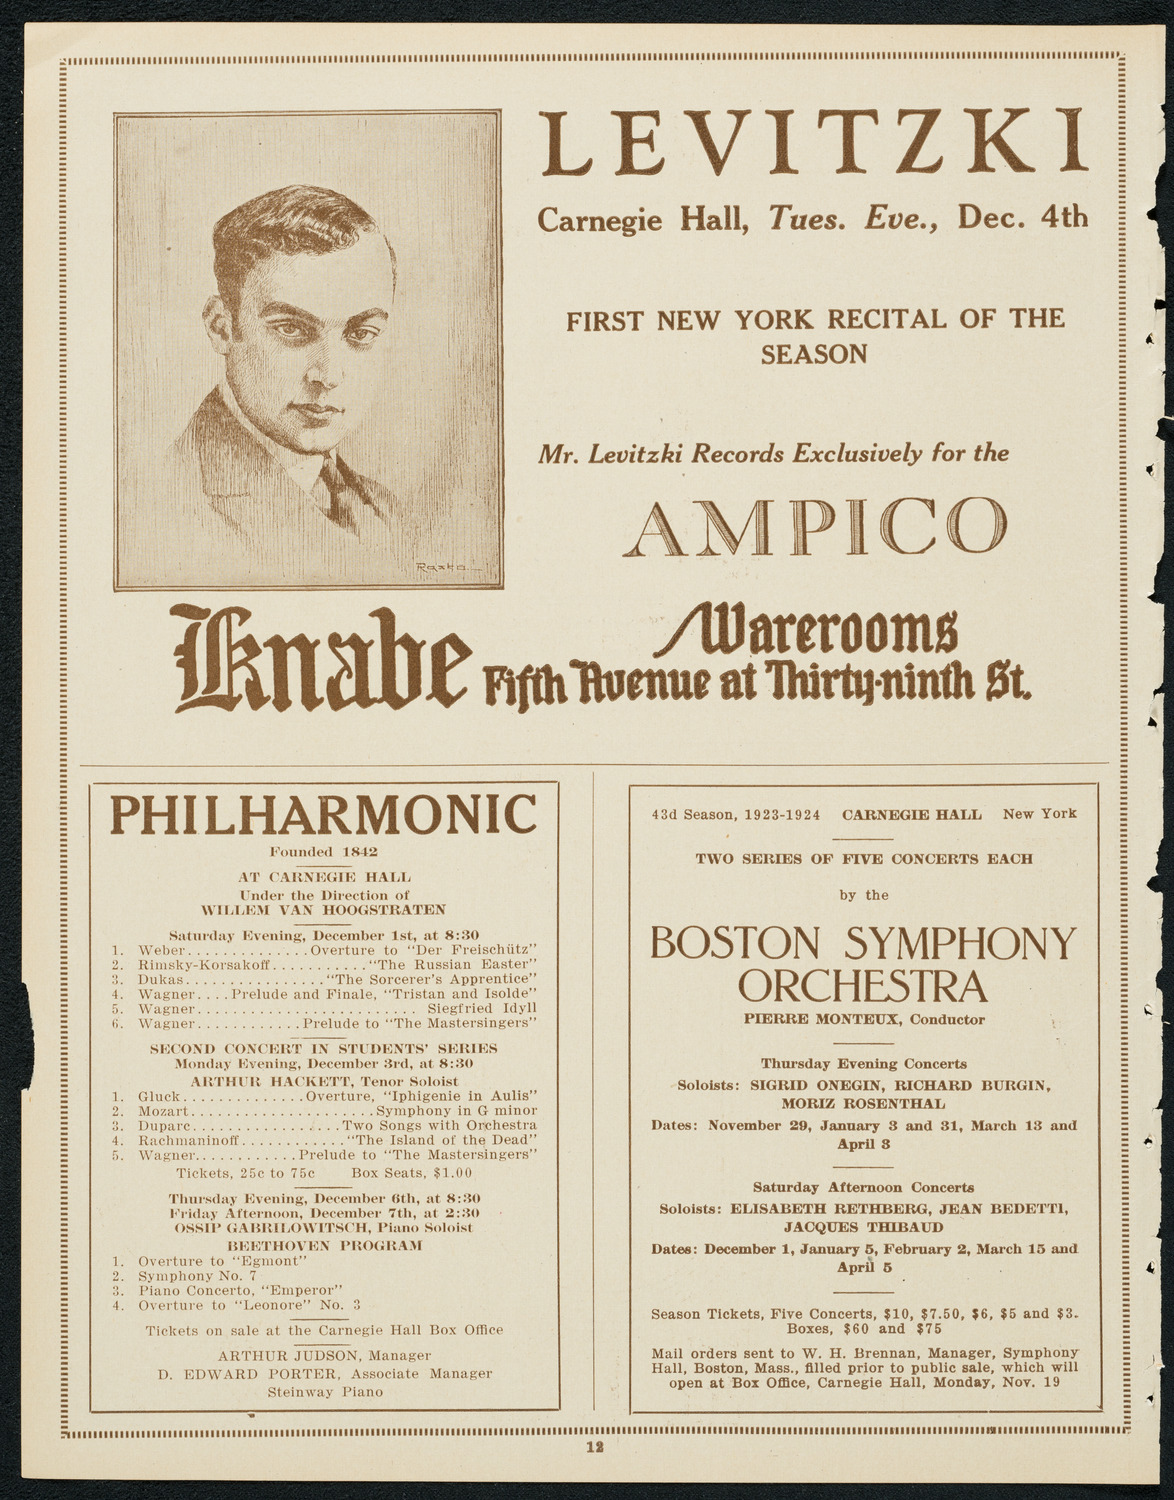 LEVITZKI
Carnegie Hall, Tues. Eve., Dec. 4th
FIRST NEW YORK RECITAL OF THE
SEASON
Mr. Levitzki Records Exclusively for the
AMPICO
Knabe Warerooms
Fifth Avenue at Thirty-ninth St.
PHILHARMONIC
Founded 1842
AT CARNEGIE HALL
Under the Direction of
WILLEM VAN HOOGSTRATEN
Saturday Evening, December 1st, at 8:30
1. Weber..............Overture to "Der Freischütz"
2. Rimsky-Korsakoff..........."The Russian Easter"
3. Dukas................"The Sorcerer's Apprentice"
4. Wagner....Prelude and Finale, "Tristan and Isolde"
5. Wagner........................ Siegfried Idyll
6. Wagner............Prelude to "The Mastersingers"
SECOND CONCERT IN STUDENTS' SERIES
Monday Evening, December 3rd, at 8:30
ARTHUR HACKETT, Tenor Soloist
1. Gluck..............Overture, "Iphigenie in Aulis"
2. Mozart.....................Symphony in G minor
3. Duparc.................Two Songs with Orchestra
4. Rachmaninoff............"The Island of the Dead"
5. Wagner............Prelude to "The Mastersingers"
Tickets, 25c to 75c Box Seats, $1.00
Thursday Evening, December 6th, at 8:30
Friday Afternoon, December 7th, at 2:30
OSSIP GABRILOWITSCH, Piano Soloist
BEETHOVEN PROGRAM
1. Overture to "Egmont"
2. Symphony No. 7
3. Piano Concerto, "Emperor"
4. Overture to "Leonore" No. 3
Tickets on sale at the Carnegie Hall Box Office
ARTHUR JUDSON, Manager
D. EDWARD PORTER, Associate Manager
Steinway Piano
43d Season, 1923-1924 CARNEGIE HALL New York
TWO SERIES OF FIVE CONCERTS EACH
by the
BOSTON SYMPHONY
ORCHESTRA
PIERRE MONTEUX, Conductor
Thursday Evening Concerts
Soloists: SIGRID ONEGIN, RICHARD BURGIN,
MORIZ ROSENTHAL
Dates: November 29, January 3 and 31, March 13 and
April 3
Saturday Afternoon Concerts
Soloists: ELISABETH RETHBERG, JEAN BEDETTI,
JACQUES THIBAUD
Dates: December 1, January 5, February 2, March 15 and
April 5
Season Tickets, Five Concerts, $10, $7.50, $6, $5 and $3.
Boxes, $60 and $75
Mail orders sent to W. H. Brennan, Manager, Symphony
Hall, Boston, Mass., filled prior to public sale, which will
open at Box Office, Carnegie Hall, Monday, Nov. 19
12